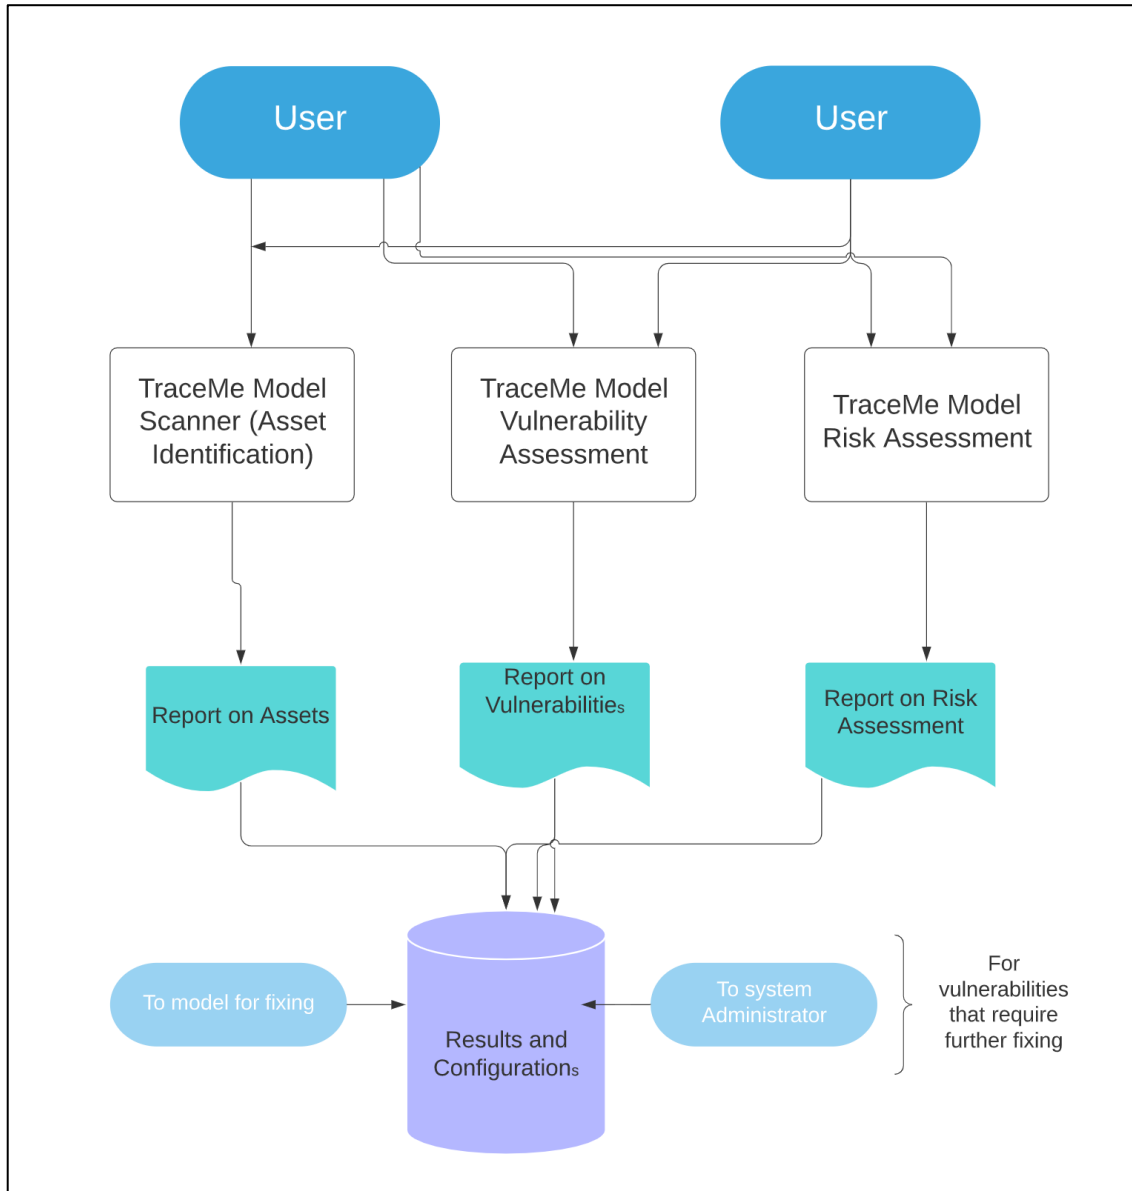 User
User
TraceMe Model
Scanner (Asset
Identification)
TraceMe Model
Vulnerability
Assessment
TraceMe Model
Risk Assessment
Report on Assets
Report on
Vulnerabilities
Report on Risk
Assessment
To model for fixing
Results and
Configurations
To system
Administrator
For
vulnerabilities
that require
further fixing